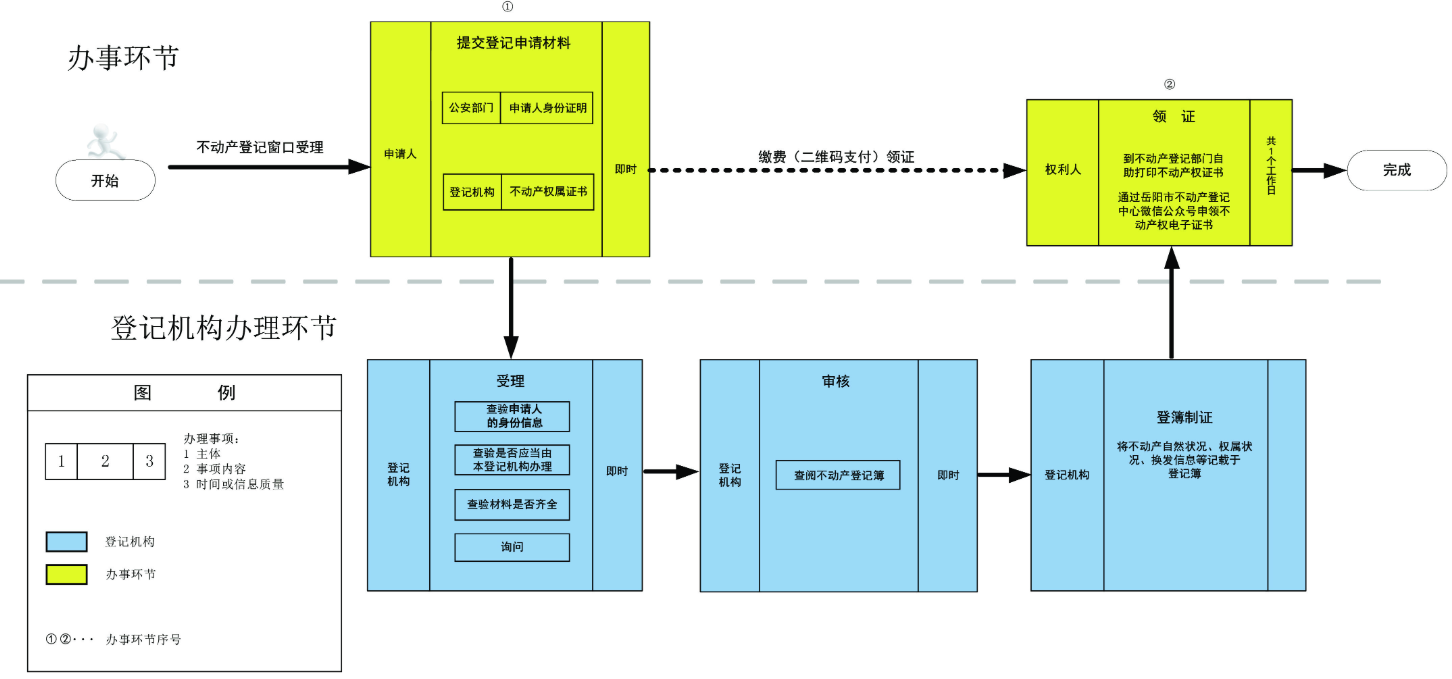 ①
办事环节
提交登记申请材料
公安部门
申请人身份证明
申请人
登记机构
不动产权属证书
即时
不动产登记窗口受理
开始
缴费（二维码支付）领证
②
领 证
权利人
到不动产登记部门自
助打印不动产权证书
通过岳阳市不动产登记
中心微信公众号申领不
动产权电子证书
共1个工作日
完成
登记机构办理环节
受理
查验申请人
的身份信息
查验是否应当由
本登记机构办理
查验材料是否齐全
询问
登记
机构
即时
审核
登记
机构
查阅不动产登记簿
即时
登簿制证
登记机构
将不动产自然状况、权属状
况、换发信息等记载于
登记簿
图 例
1 2 3
办理事项：
1 主体
2 事项内容
3 时间或信息质量
登记机构
办事环节
①②··· 办事环节序号